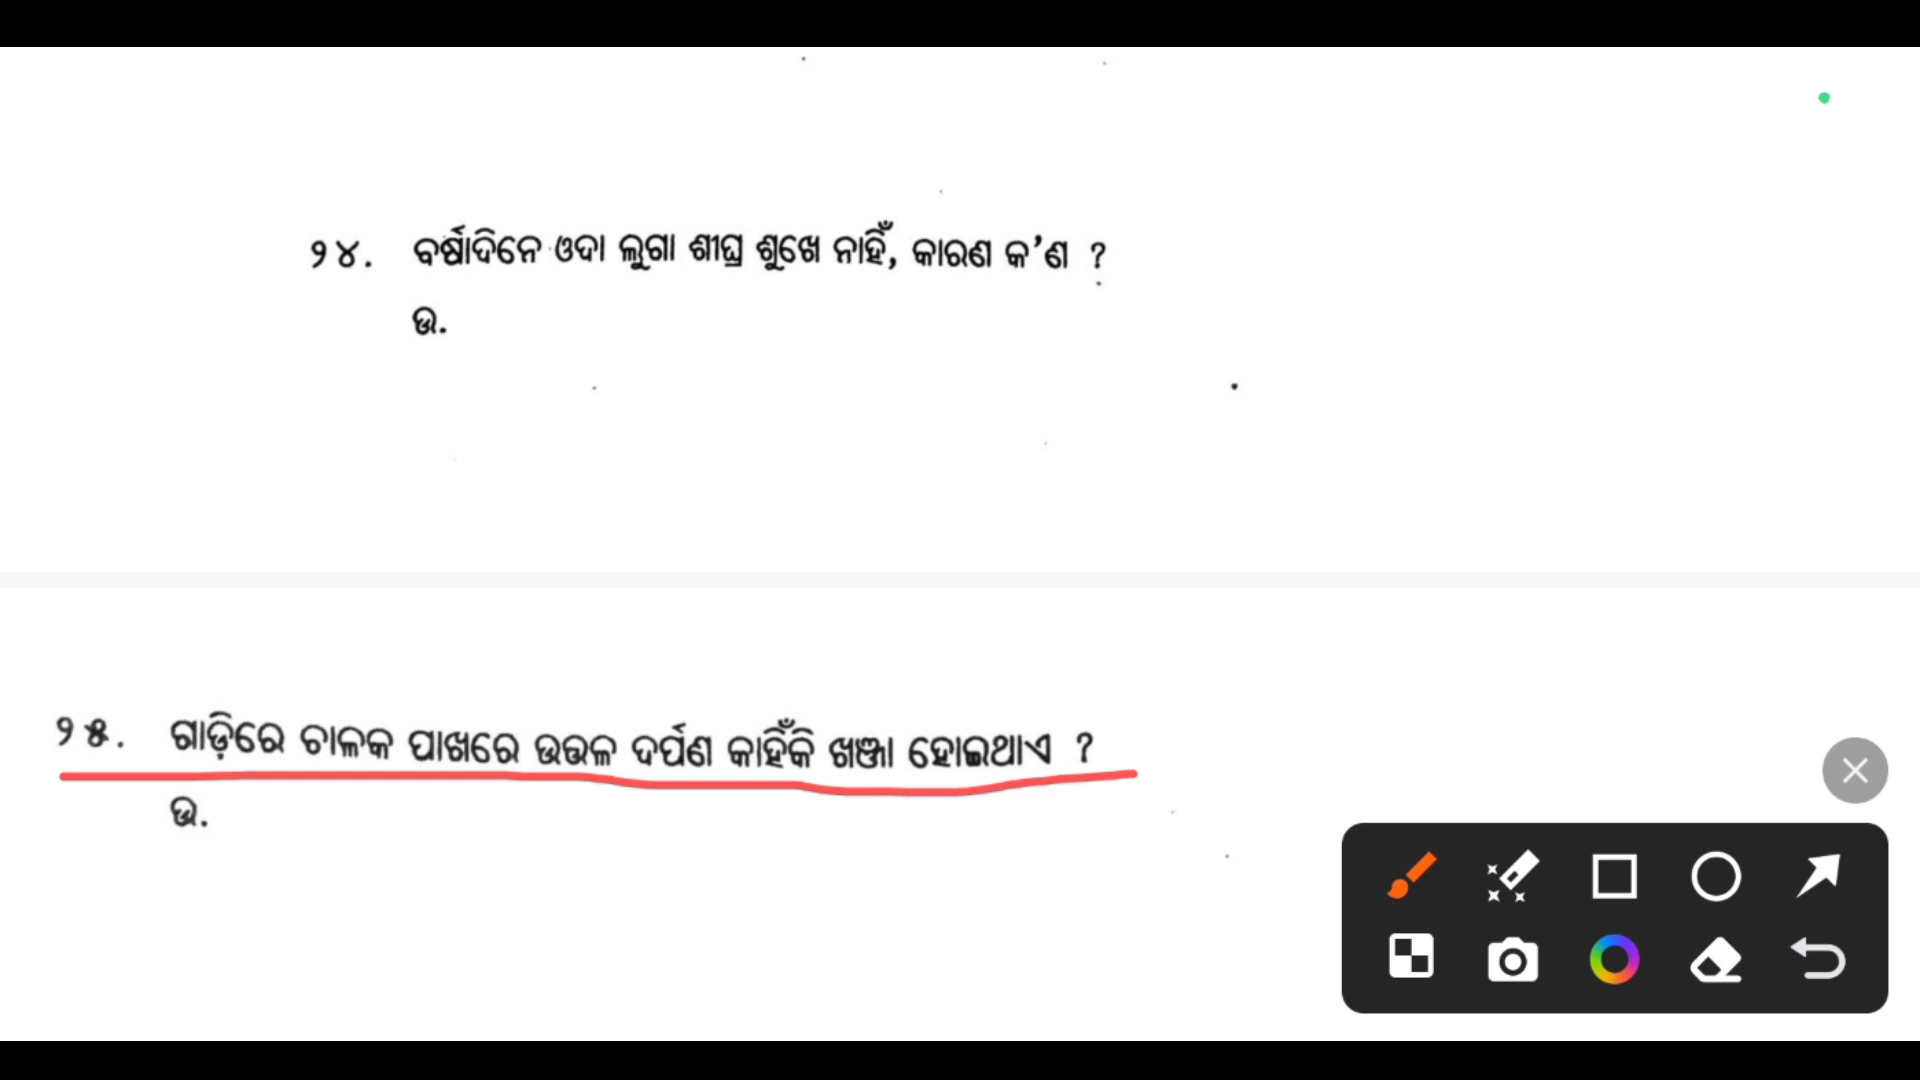 ୨୪. ବର୍ଷାଦିନେ ଓଦା ଲୁଗା ଶୀଘ୍ର ଶୁଖେ ନାହିଁ, କାରଣ କ'ଣ ?
ଉ.
୨୫. ଗାଡ଼ିରେ ଚାଳକ ପାଖରେ ଉତ୍ତଳ ଦର୍ପଣ କାହିଁକି ଖଞ୍ଜା ହୋଇଥାଏ ?
ଉ.